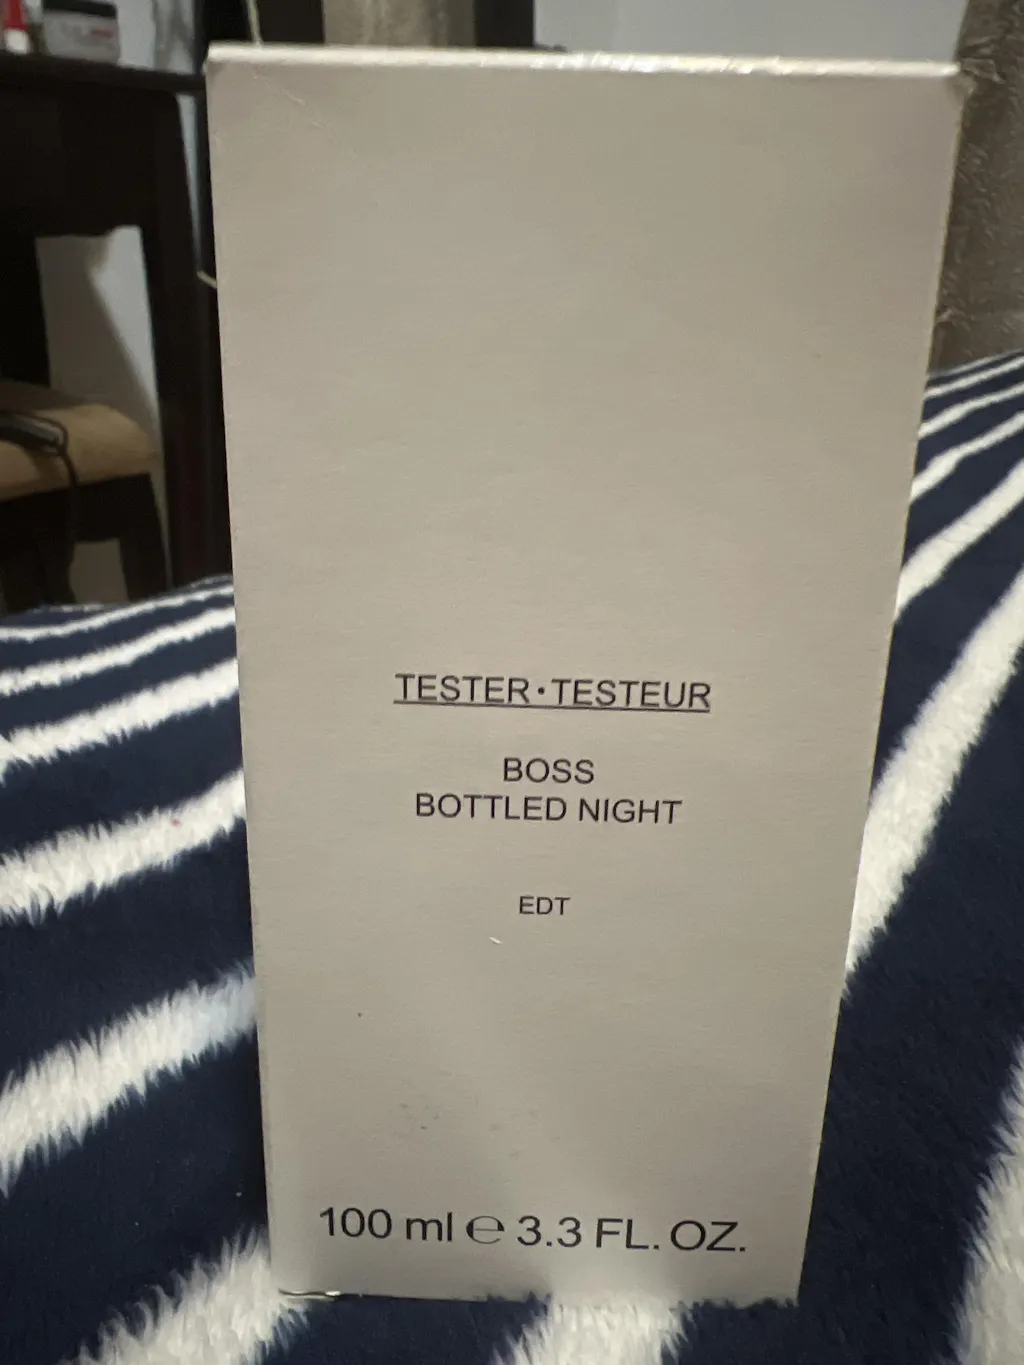 TESTER·TESTEUR
BOSS
BOTTLED NIGHT
EDT
100 ml ℮ 3.3 FL. OZ.